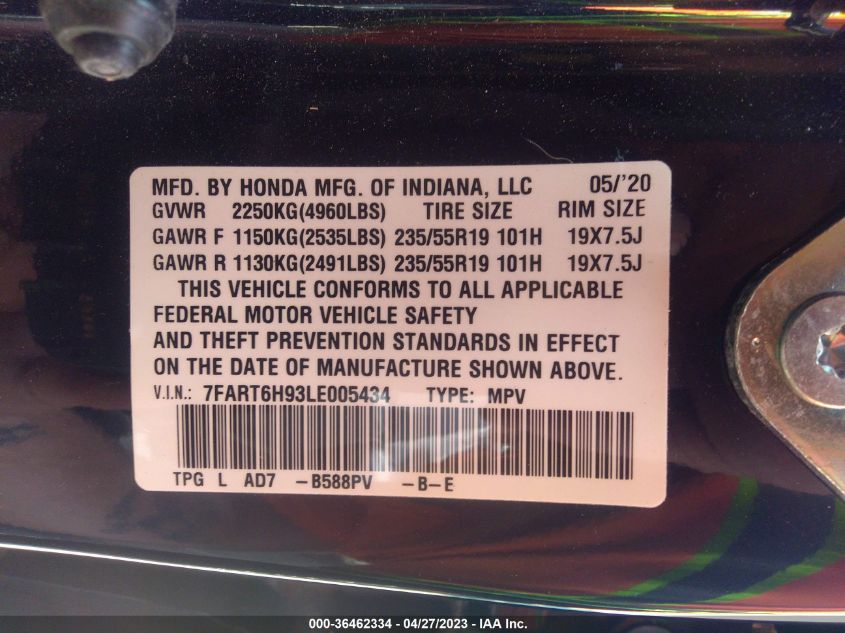 MFD. BY HONDA MFG. OF INDIANA, LLC 05/'20
GVWR 2250KG(4960LBS) TIRE SIZE RIM SIZE
GAWR F 1150KG(2535LBS) 235/55R19 101H 19X7.5J
GAWR R 1130KG(2491LBS) 235/55R19 101H 19X7.5J
THIS VEHICLE CONFORMS TO ALL APPLICABLE
FEDERAL MOTOR VEHICLE SAFETY
AND THEFT PREVENTION STANDARDS IN EFFECT
ON THE DATE OF MANUFACTURE SHOWN ABOVE.
V.I.N.: 7FART6H93LE005434 TYPE: MPV
TPG L AD7 -B588PV -B-E
000-36462334 / 04/27/2023 - IAA Inc.